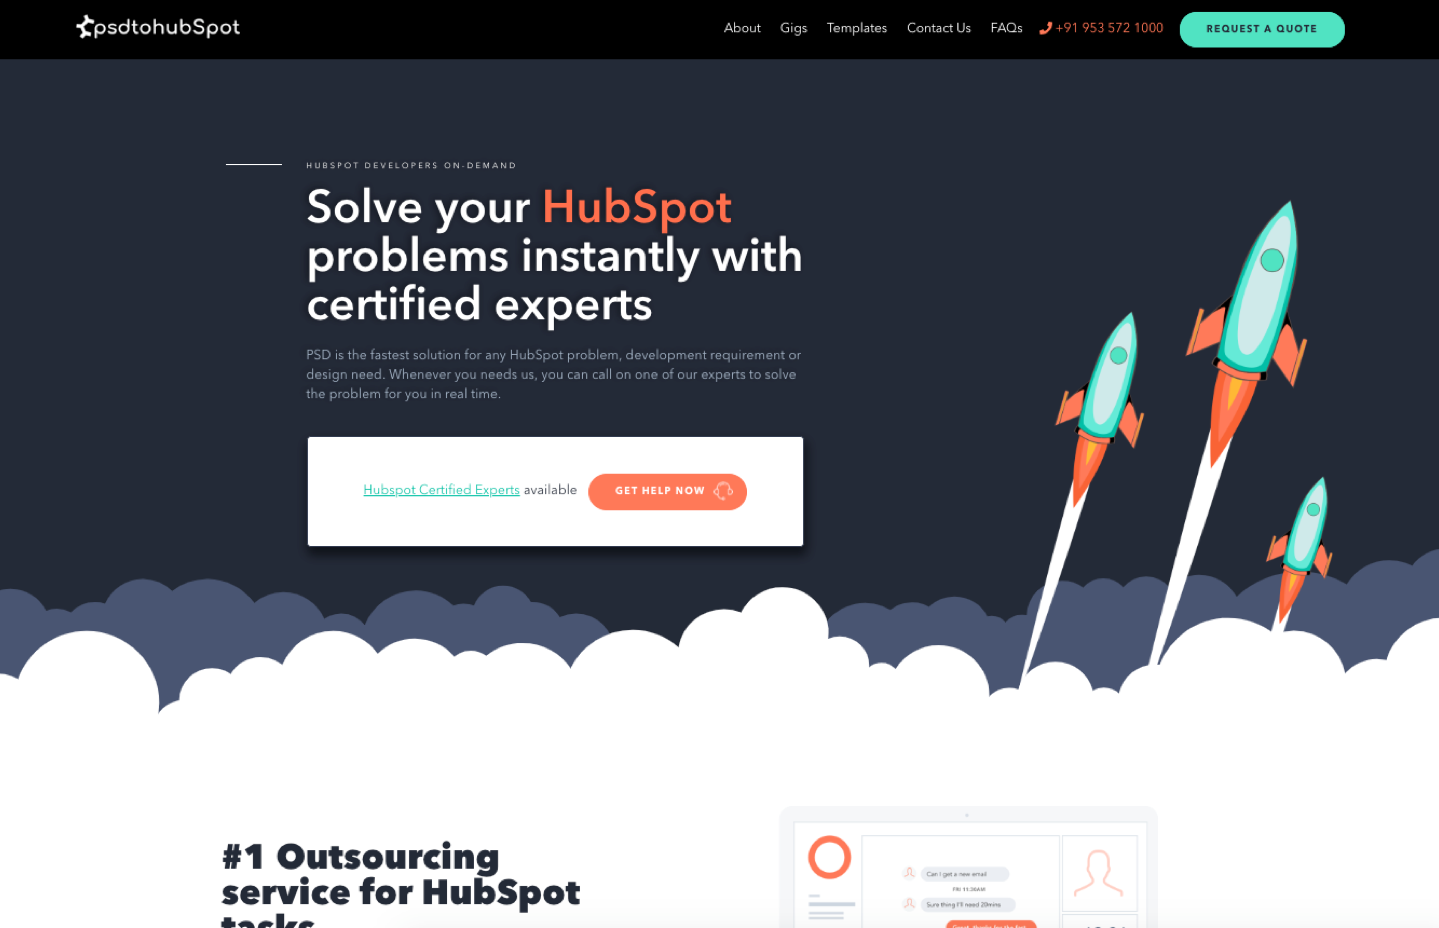 psdtohubSpot
About Gigs Templates Contact Us FAQs +91 953 572 1000 REQUEST A QUOTE
HUBSPOT DEVELOPERS ON-DEMAND
Solve your HubSpot
problems instantly with
certified experts
PSD is the fastest solution for any HubSpot problem, development requirement or
design need. Whenever you needs us, you can call on one of our experts to solve
the problem for you in real time.
Hubspot Certified Experts available GET HELP NOW
#1 Outsourcing
service for HubSpot
tasks
Can I get a new email
FRI 11:30AM
Sure thing I'll need 20mins